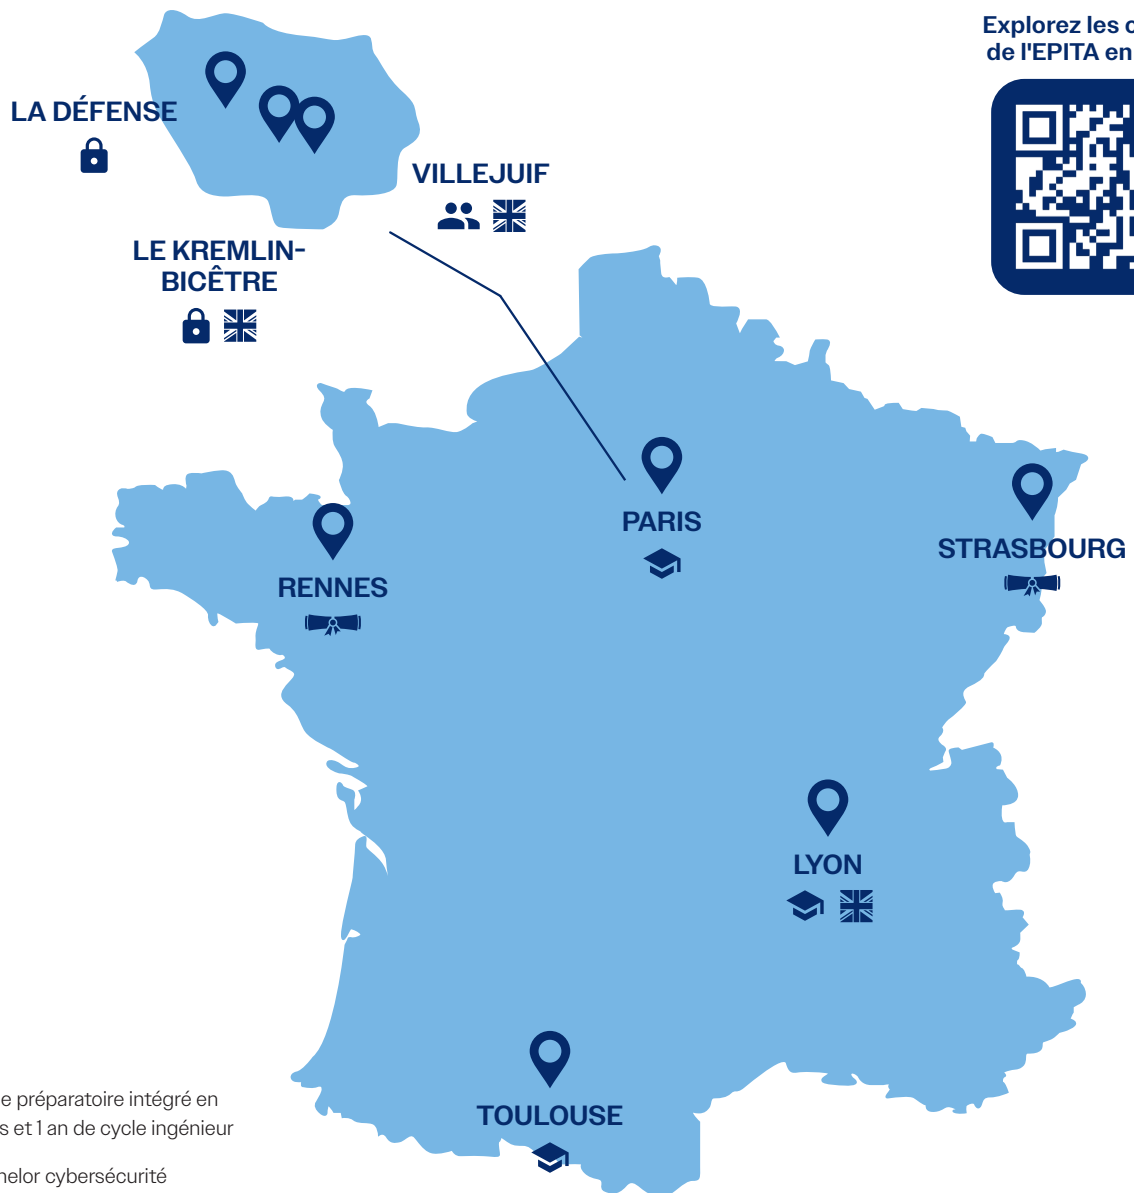 Explorez les
de l'EPITA en
LA DÉFENSE
VILLEJUIF
LE KREMLIN-
BICÊTRE
PARIS
STRASBOURG
RENNES
LYON
TOULOUSE
préparatoire intégré en
et 1 an de cycle ingénieur
cybersécurité